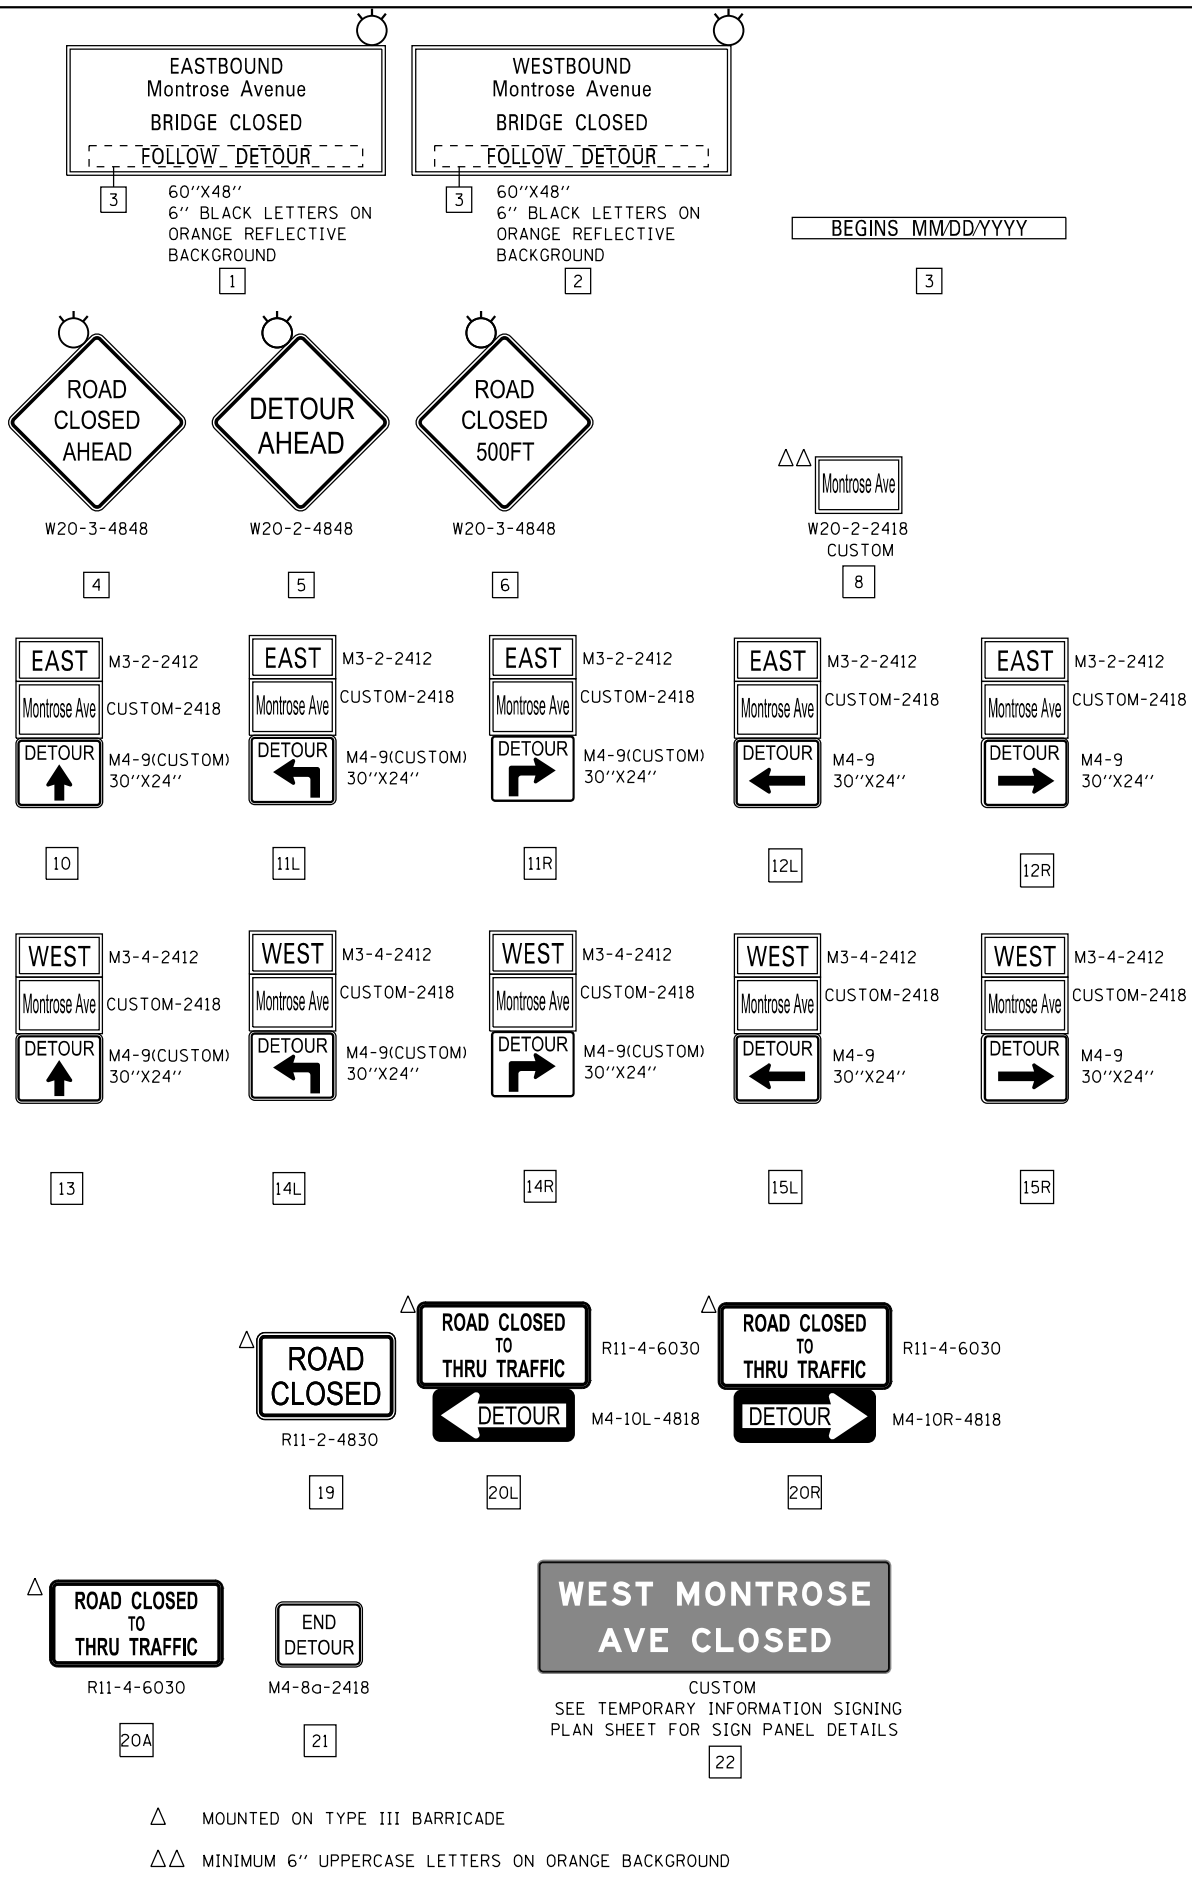 EASTBOUND
Montrose Avenue
BRIDGE CLOSED
FOLLOW DETOUR
3
60''X48''
6'' BLACK LETTERS ON
ORANGE REFLECTIVE
BACKGROUND
1
WESTBOUND
Montrose Avenue
BRIDGE CLOSED
FOLLOW DETOUR
3
60''X48''
6'' BLACK LETTERS ON
ORANGE REFLECTIVE
BACKGROUND
2
BEGINS MM/DD/YYYY
3
ROAD
CLOSED
AHEAD
W20-3-4848
4
DETOUR
AHEAD
W20-2-4848
5
ROAD
CLOSED
500FT
W20-3-4848
6
Montrose Ave
W20-2-2418
CUSTOM
8
EAST M3-2-2412
Montrose Ave CUSTOM-2418
DETOUR M4-9(CUSTOM)
30''X24''
10
EAST M3-2-2412
Montrose Ave CUSTOM-2418
DETOUR M4-9(CUSTOM)
30''X24''
11L
EAST M3-2-2412
Montrose Ave CUSTOM-2418
DETOUR M4-9(CUSTOM)
30''X24''
11R
EAST M3-2-2412
Montrose Ave CUSTOM-2418
DETOUR M4-9
30''X24''
12L
EAST M3-2-2412
Montrose Ave CUSTOM-2418
DETOUR M4-9
30''X24''
12R
WEST M3-4-2412
Montrose Ave CUSTOM-2418
DETOUR M4-9(CUSTOM)
30''X24''
13
WEST M3-4-2412
Montrose Ave CUSTOM-2418
DETOUR M4-9(CUSTOM)
30''X24''
14L
WEST M3-4-2412
Montrose Ave CUSTOM-2418
DETOUR M4-9(CUSTOM)
30''X24''
14R
WEST M3-4-2412
Montrose Ave CUSTOM-2418
DETOUR M4-9
30''X24''
15L
WEST M3-4-2412
Montrose Ave CUSTOM-2418
DETOUR M4-9
30''X24''
15R
ROAD
CLOSED
R11-2-4830
19
ROAD CLOSED
TO
THRU TRAFFIC
R11-4-6030
DETOUR M4-10L-4818
20L
ROAD CLOSED
TO
THRU TRAFFIC
R11-4-6030
DETOUR M4-10R-4818
20R
ROAD CLOSED
TO
THRU TRAFFIC
R11-4-6030
20A
END
DETOUR
M4-8a-2418
21
WEST MONTROSE
AVE CLOSED
CUSTOM
SEE TEMPORARY INFORMATION SIGNING
PLAN SHEET FOR SIGN PANEL DETAILS
22
△ MOUNTED ON TYPE III BARRICADE
△△ MINIMUM 6'' UPPERCASE LETTERS ON ORANGE BACKGROUND